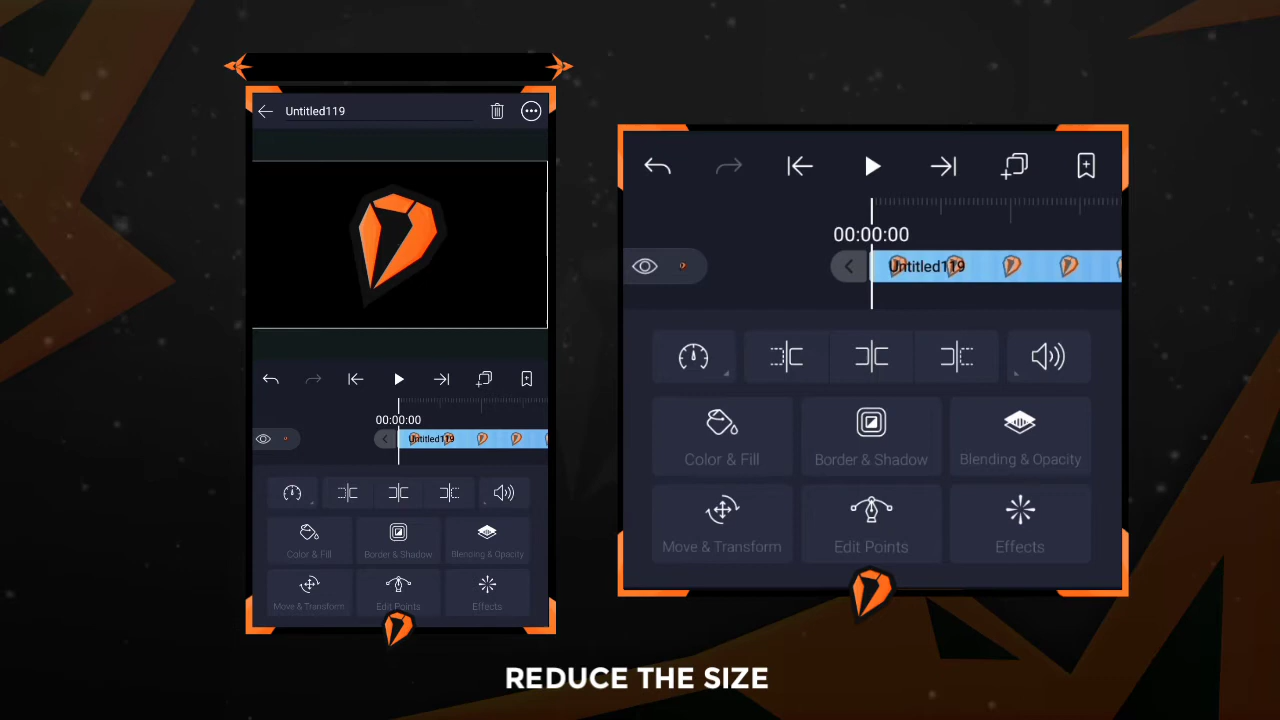 Untitled119
00:00:00
Untitled119
Color & Fill
Border & Shadow
Blending & Opacity
Move & Transform
Edit Points
Effects
00:00:00
Untitled119
Color & Fill
Border & Shadow
Blending & Opacity
Move & Transform
Edit Points
Effects
REDUCE THE SIZE